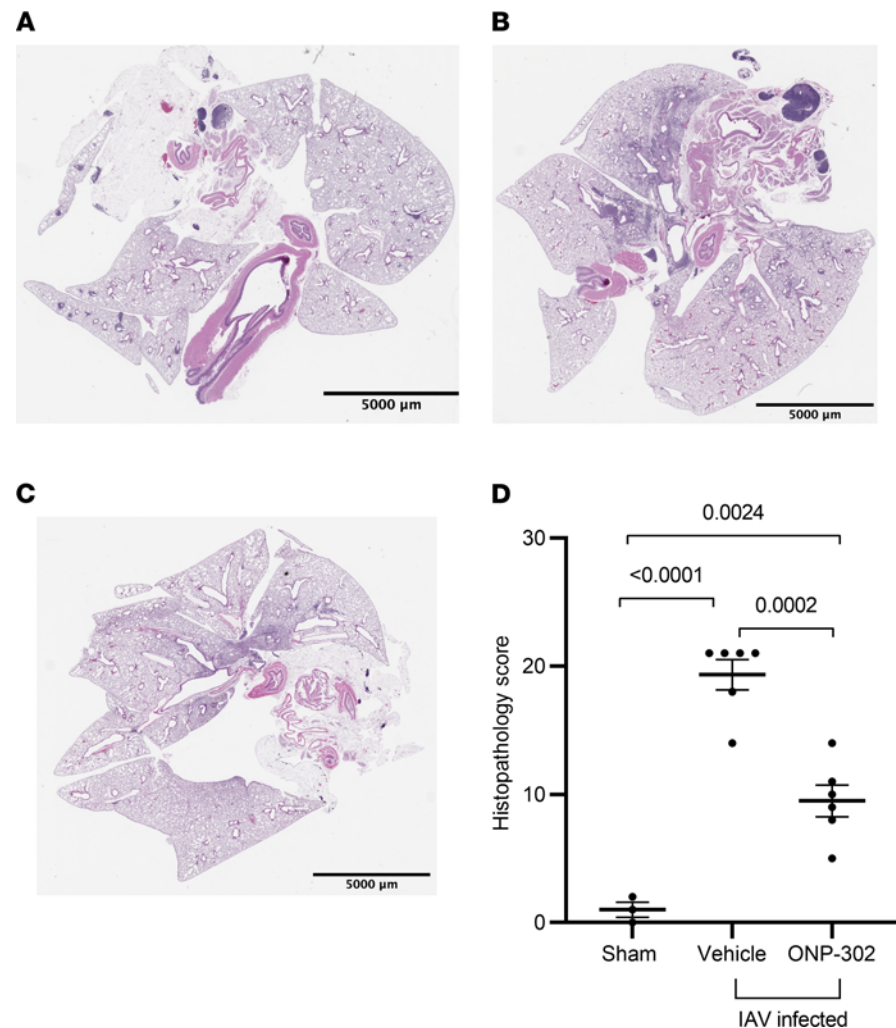 A
B
5000 µm
5000 µm
C
D
5000 µm
0.0024
<0.0001
0.0002
30
20
10
0
Histopathology score
Sham
Vehicle
ONP-302
IAV infected